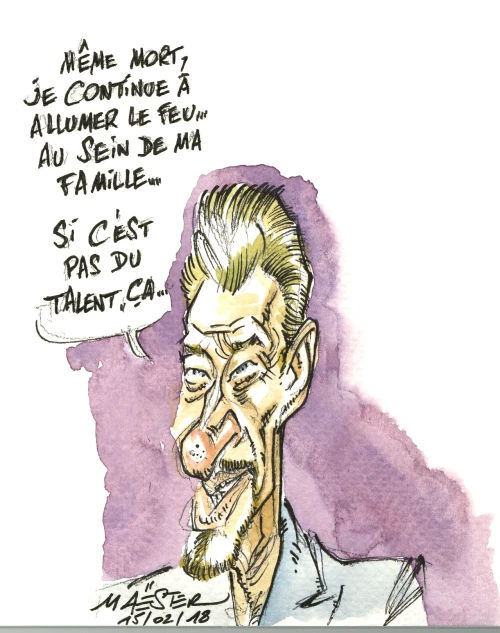 MÊME MORT,
JE CONTINUE À
ALLUMER LE FEU...
AU SEIN DE MA
FAMILLE...
SI C'EST
PAS DU
TALENT, ÇA...
MAËSTER
15/02/18